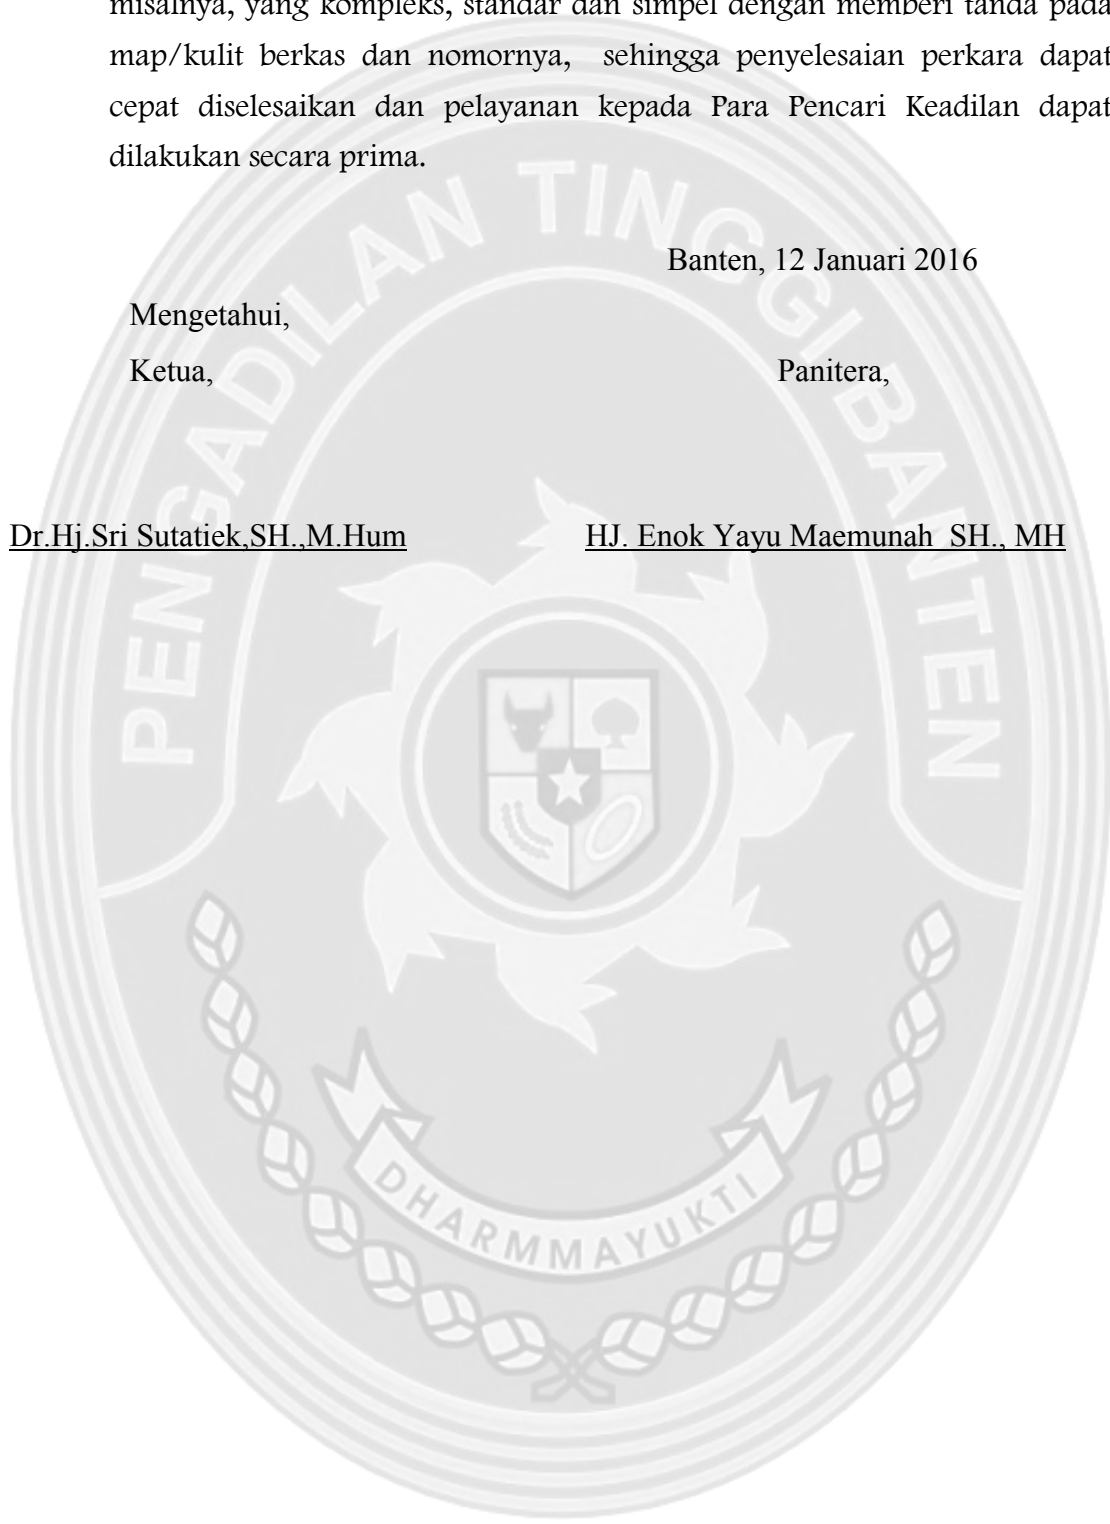 misalnya, yang kompleks, standar dan simpel dengan memberi tanda pada
map/kulit berkas dan nomornya, sehingga penyelesaian perkara dapat
cepat diselesaikan dan pelayanan kepada Para Pencari Keadilan dapat
dilakukan secara prima.
Banten, 12 Januari 2016
Mengetahui,
Ketua, Panitera,
Dr.Hj.Sri Sutatiek,SH.,M.Hum HJ. Enok Yayu Maemunah SH., MH
PENGADILAN TINGGI BANTEN
DHARMMAYUKTI